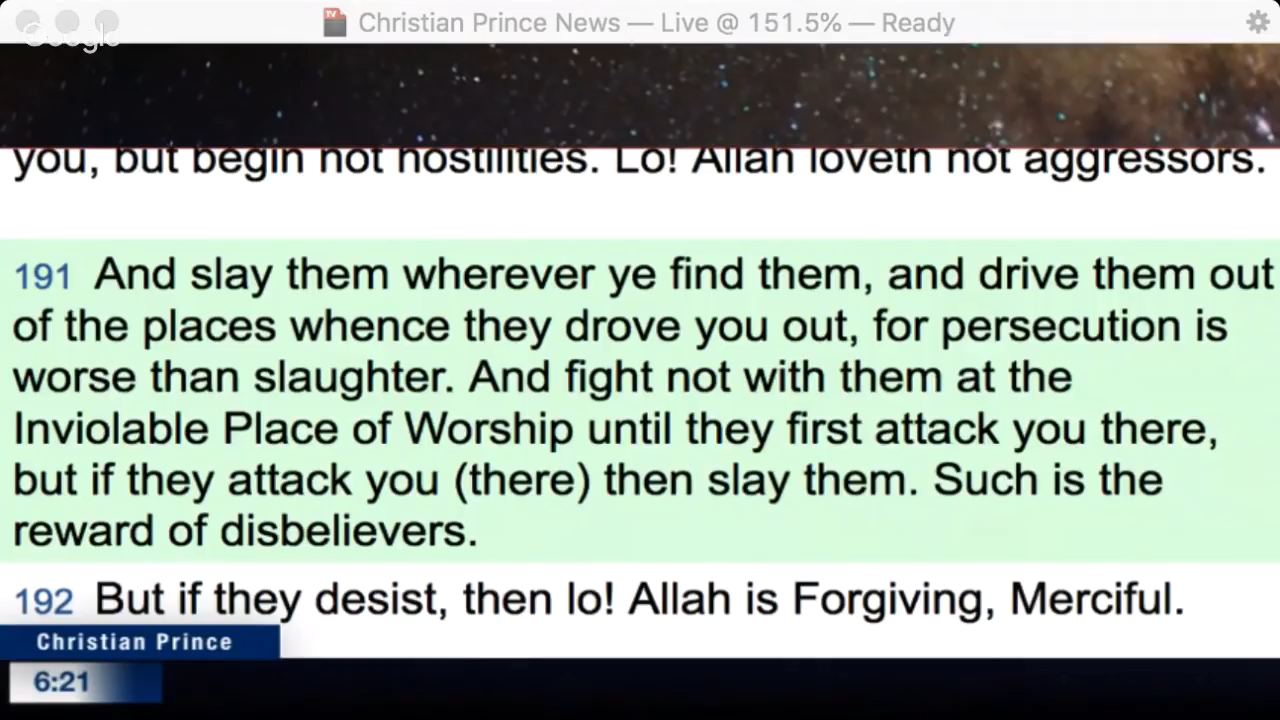 Christian Prince News — Live @ 151.5% — Ready
Google
you, but begin not hostilities. Lo! Allah loveth not aggressors.
191 And slay them wherever ye find them, and drive them out
of the places whence they drove you out, for persecution is
worse than slaughter. And fight not with them at the
Inviolable Place of Worship until they first attack you there,
but if they attack you (there) then slay them. Such is the
reward of disbelievers.
192 But if they desist, then lo! Allah is Forgiving, Merciful.
Christian Prince
6:21